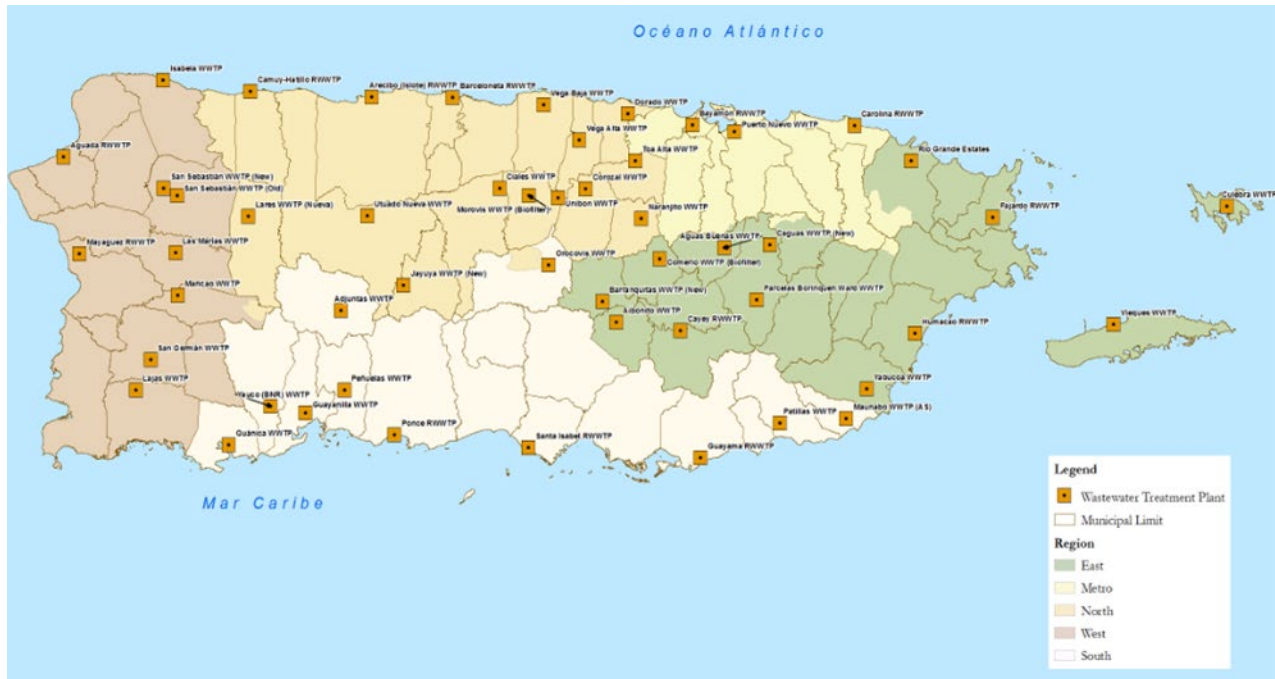 Océano Atlántico
Isabela WWTP
Camuy-Hatillo RWWTP
Arecibo (Islote) RWWTP
Barceloneta RWWTP
Vega Baja WWTP
Dorado WWTP
Bayamón RWWTP
Puerto Nuevo WWTP
Carolina RWWTP
Vega Alta WWTP
Toa Alta WWTP
Rio Grande Estates
Aguada RWWTP
San Sebastián WWTP (New)
San Sebastián WWTP (Old)
Ciales WWTP
Corozal WWTP
Morovis WWTP (Biofilter)
Unibon WWTP
Culebra WWTP
Lares WWTP (Nueva)
Utuado Nueva WWTP
Naranjito WWTP
Fajardo RWWTP
Mayaguez RWWTP
Las Marías WWTP
Aguas Buenas WWTP
Caguas WWTP (New)
Orocovis WWTP
Comerio WWTP (Biofilter)
Jayuya WWTP (New)
Maricao WWTP
Adjuntas WWTP
Barranquitas WWTP (New)
Parcelas Borinquen Ward WWTP
Aibonito WWTP
Cayey RWWTP
Humacao RWWTP
Vieques WWTP
San Germán WWTP
Lajas WWTP
Peñuelas WWTP
Yabucoa WWTP
Yauco (BNR) WWTP
Guayanilla WWTP
Patillas WWTP
Maunabo WWTP (AS)
Guánica WWTP
Ponce RWWTP
Santa Isabel RWWTP
Guayama RWWTP
Mar Caribe
Legend
Wastewater Treatment Plant
Municipal Limit
Region
East
Metro
North
West
South